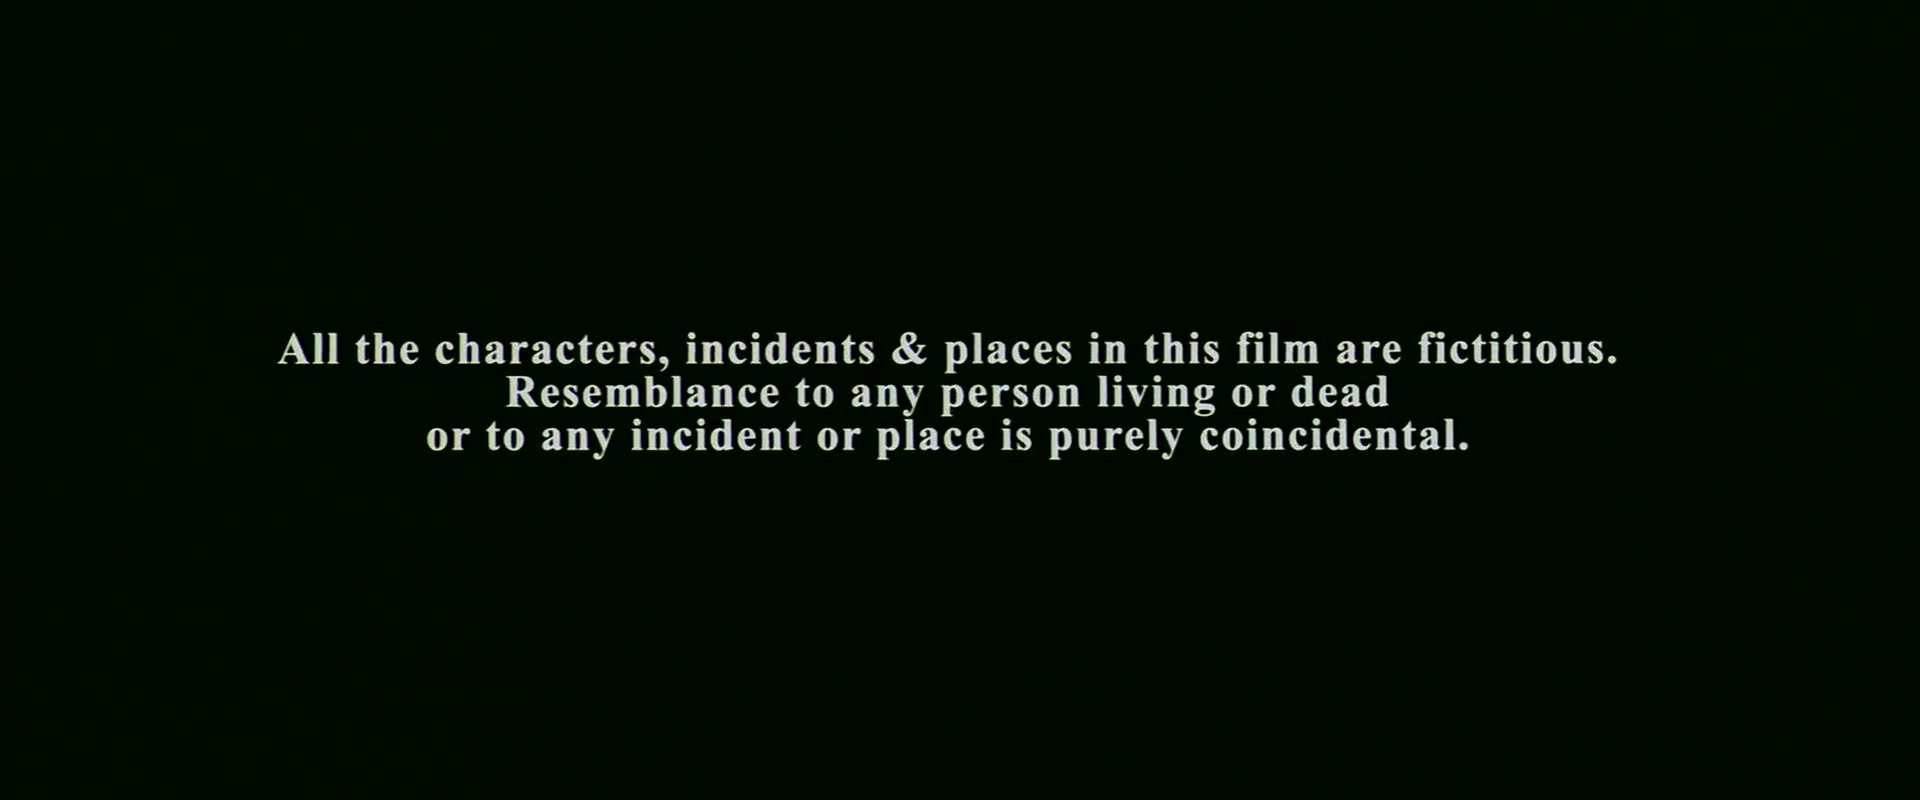 All the characters, incidents & places in this film are fictitious.
Resemblance to any person living or dead
or to any incident or place is purely coincidental.